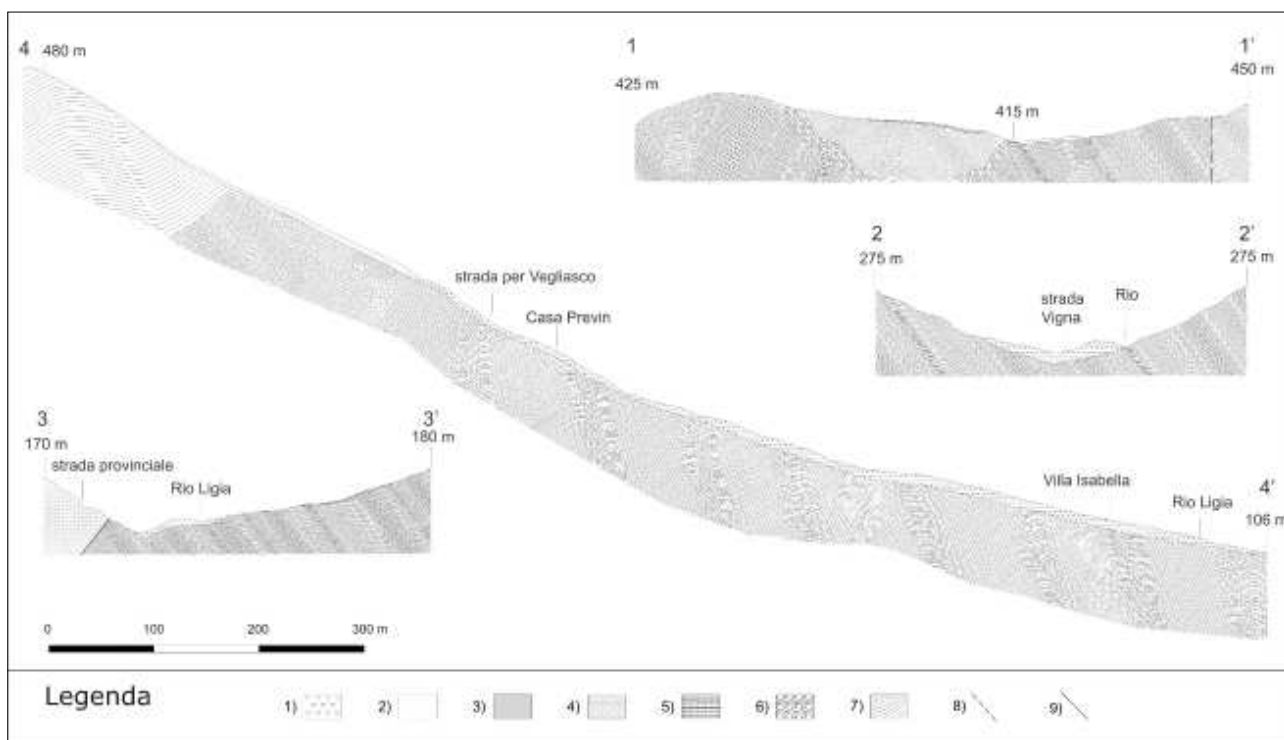 4
480 m
1
425 m
415 m
1'
450 m
strada per Vegliasco
Casa Previn
2
275 m
strada
Vigna
Rio
2'
275 m
3
170 m
strada provinciale
Rio Ligia
3'
180 m
Villa Isabella
Rio Ligia
4'
106 m
0 100 200 300 m
Legenda
1) 2) 3) 4) 5) 6) 7) 8) 9)